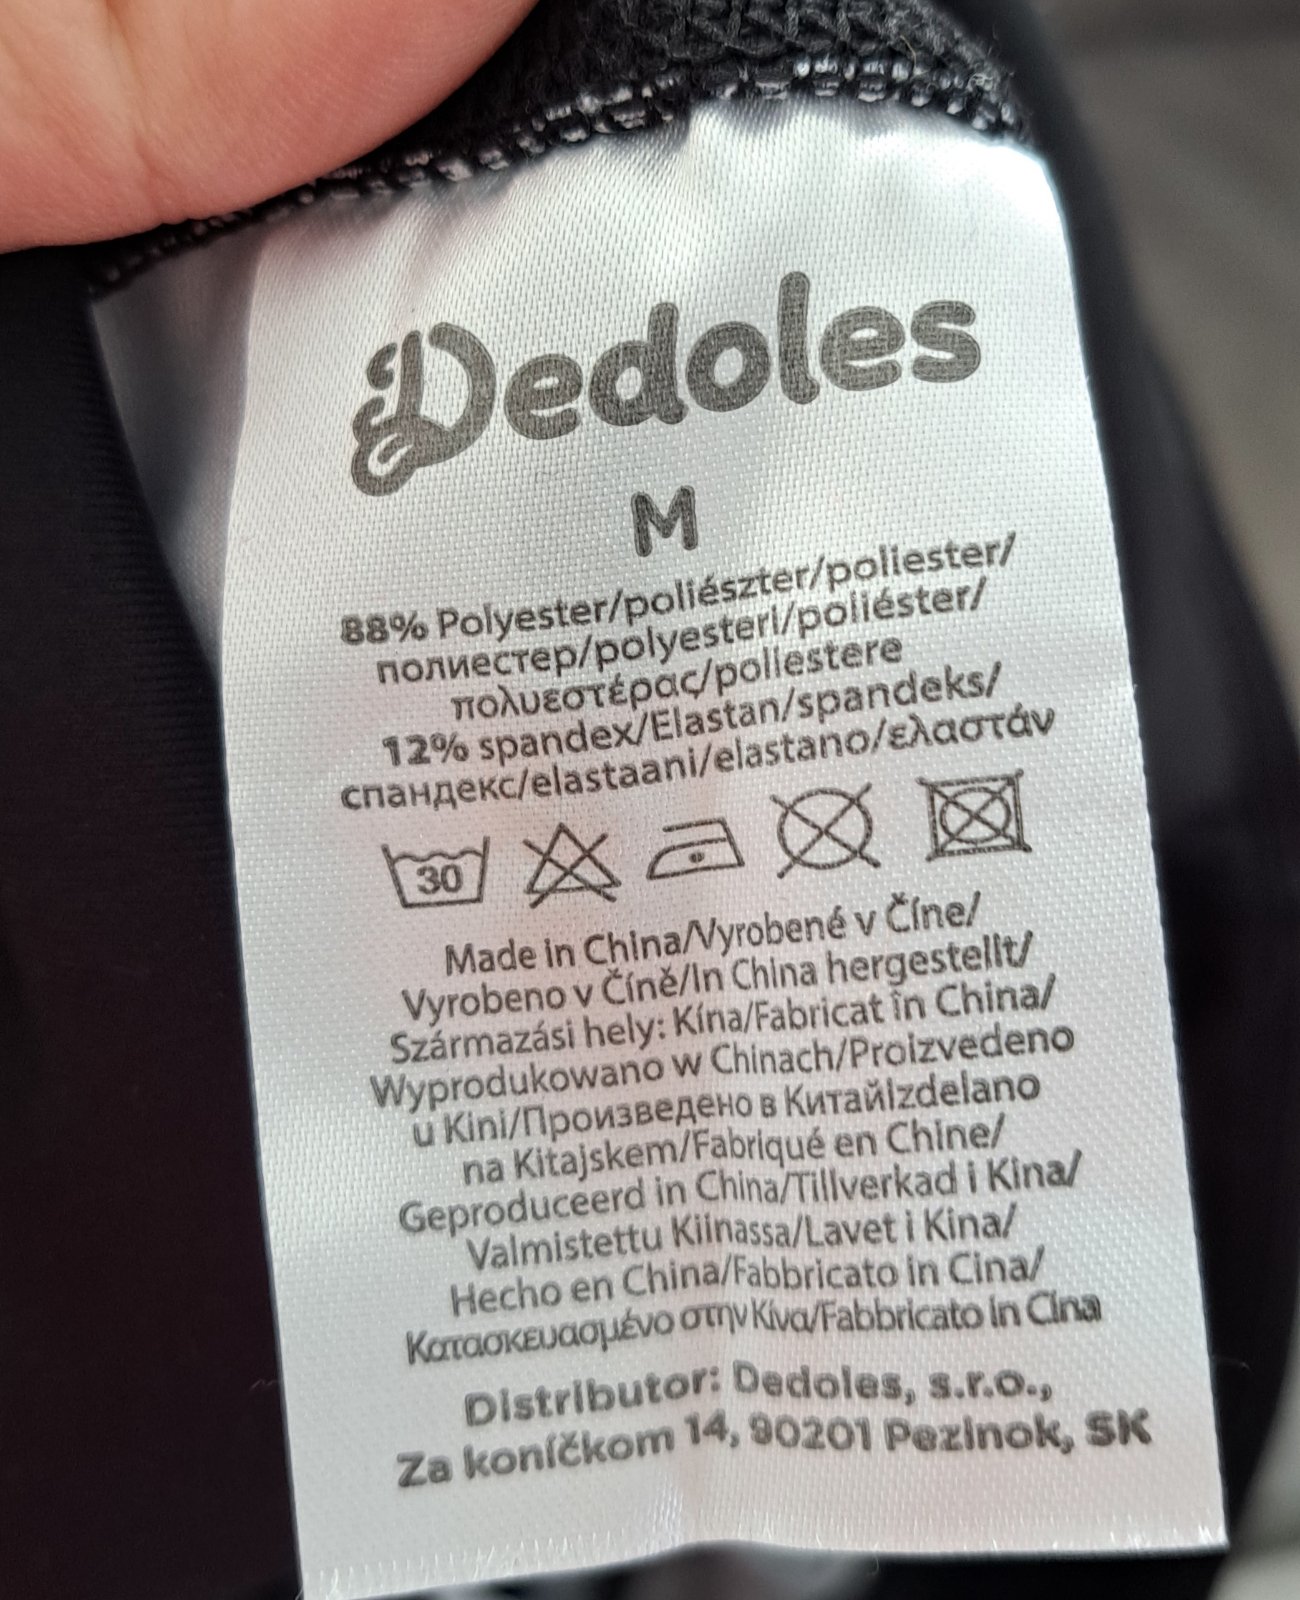 Dedoles
M
88% Polyester/poliészter/poliester/
полиестер/polyesteri/poliéster/
πολυεστέρας/poliestere
12% spandex/Elastan/spandeks/
спандекс/elastaani/elastano/ελαστάν
30
Made in China/Vyrobené v Číne/
Vyrobeno v Číně/In China hergestellt/
Származási hely: Kína/Fabricat în China/
Wyprodukowano w Chinach/Proizvedeno
u Kini/Произведено в КитайIzdelano
na Kitajskem/Fabriqué en Chine/
Geproduceerd in China/Tillverkad i Kina/
Valmistettu Kiinassa/Lavet i Kina/
Hecho en China/Fabbricato in Cina/
Κατασκευασμένο στην Κίνα/Fabbricato in Cina
Distributor: Dedoles, s.r.o.,
Za koníčkom 14, 90201 Pezinok, SK